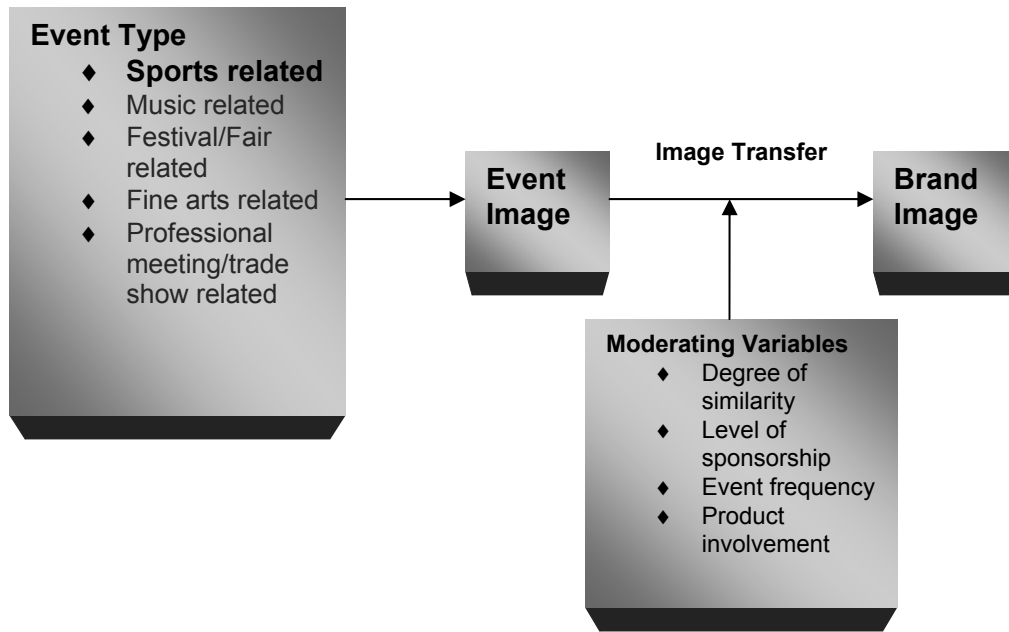 Event Type
♦ Sports related
♦ Music related
♦ Festival/Fair
related
♦ Fine arts related
♦ Professional
meeting/trade
show related
Event
Image
Image Transfer
Brand
Image
Moderating Variables
♦ Degree of
similarity
♦ Level of
sponsorship
♦ Event frequency
♦ Product
involvement